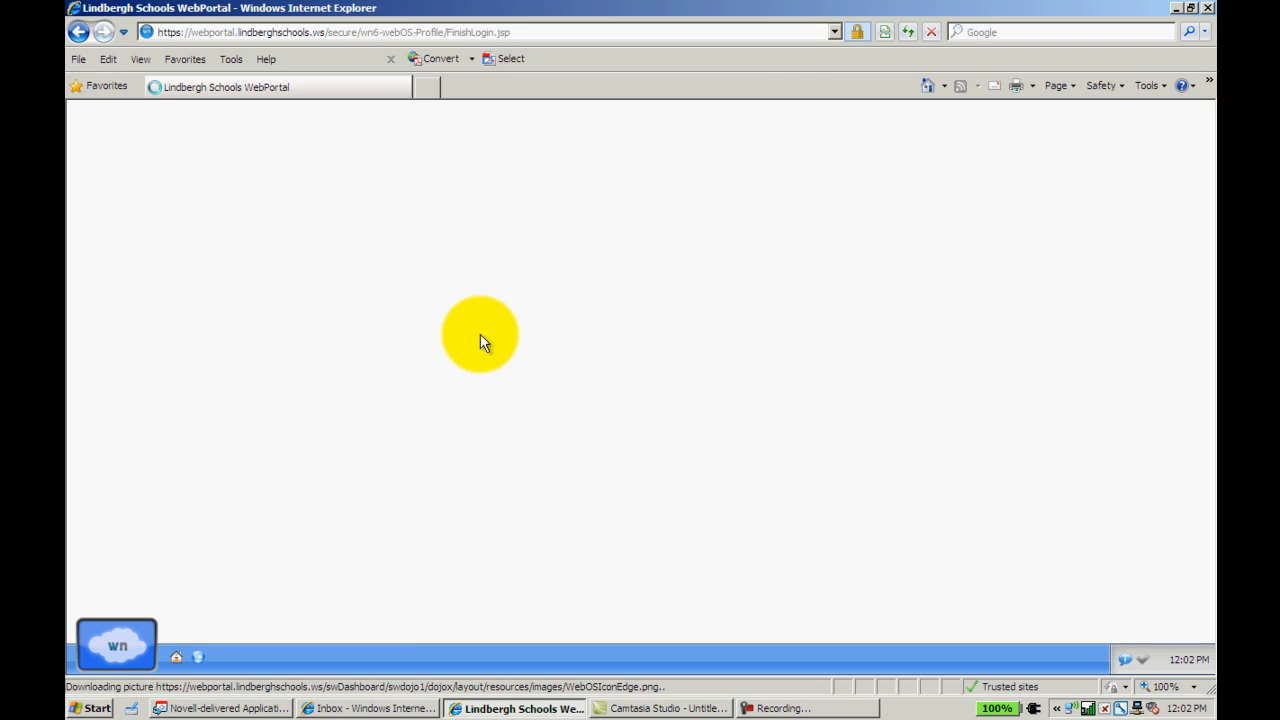 Lindbergh Schools WebPortal - Windows Internet Explorer
https://webportal.lindberghschools.ws/secure/wn6-webOS-Profile/FinishLogin.jsp
Google
File Edit View Favorites Tools Help
x Convert Select
Favorites Lindbergh Schools WebPortal
Page Safety Tools »
wn
12:02 PM
Downloading picture https://webportal.lindberghschools.ws/swDashboard/swdojo1/dojox/layout/resources/images/WebOSIconEdge.png..
Trusted sites
100%
Start
Novell-delivered Applicati...
Inbox - Windows Interne...
Lindbergh Schools We...
Camtasia Studio - Untitle...
Recording...
100%
«
12:02 PM